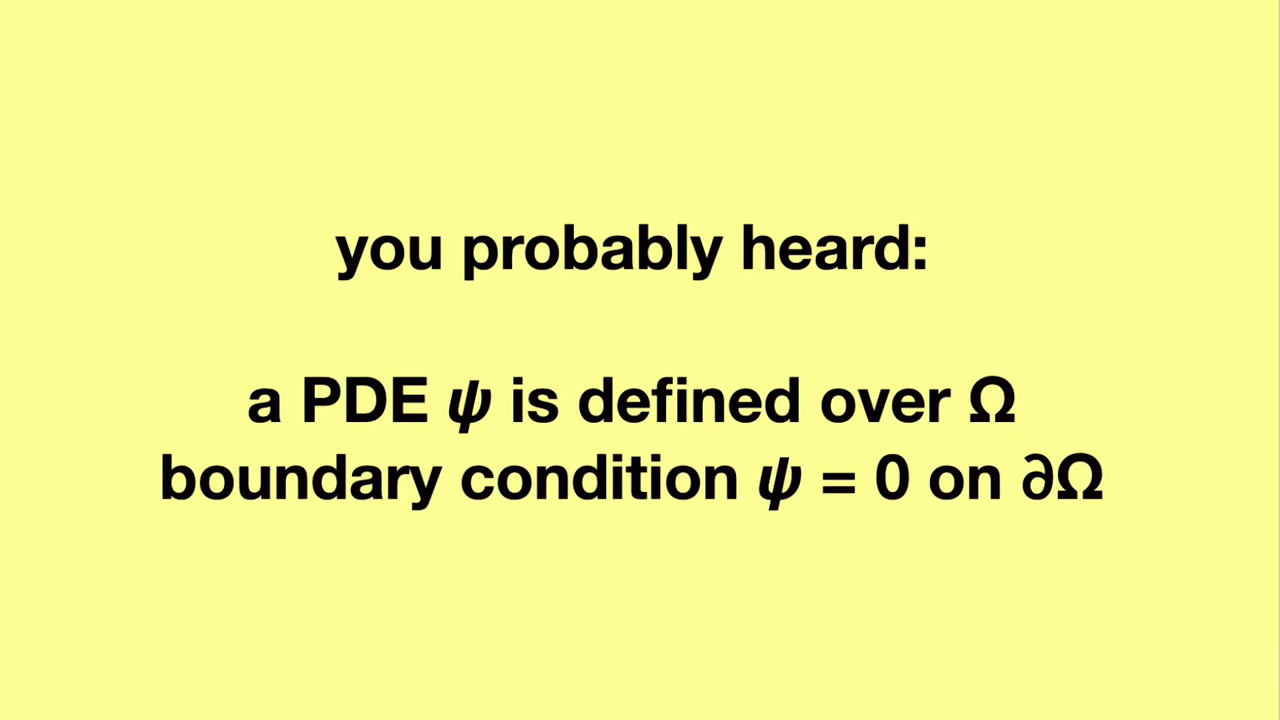 you probably heard:
a PDE ψ is defined over Ω
boundary condition ψ = 0 on ∂Ω